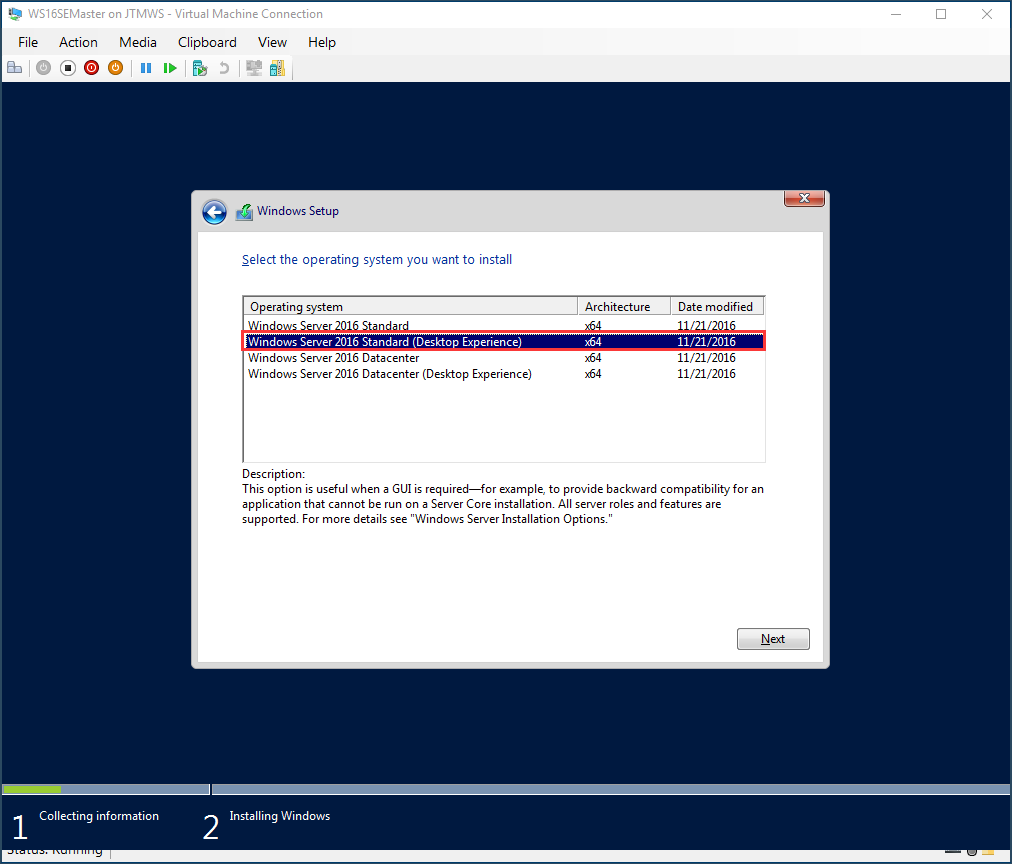 WS16SEMaster on JTMWS - Virtual Machine Connection
File Action Media Clipboard View Help
Windows Setup
Select the operating system you want to install
Operating system Architecture Date modified
Windows Server 2016 Standard x64 11/21/2016
Windows Server 2016 Standard (Desktop Experience) x64 11/21/2016
Windows Server 2016 Datacenter x64 11/21/2016
Windows Server 2016 Datacenter (Desktop Experience) x64 11/21/2016
Description:
This option is useful when a GUI is required—for example, to provide backward compatibility for an
application that cannot be run on a Server Core installation. All server roles and features are
supported. For more details see "Windows Server Installation Options."
Next
1 Collecting information 2 Installing Windows
Status: Running